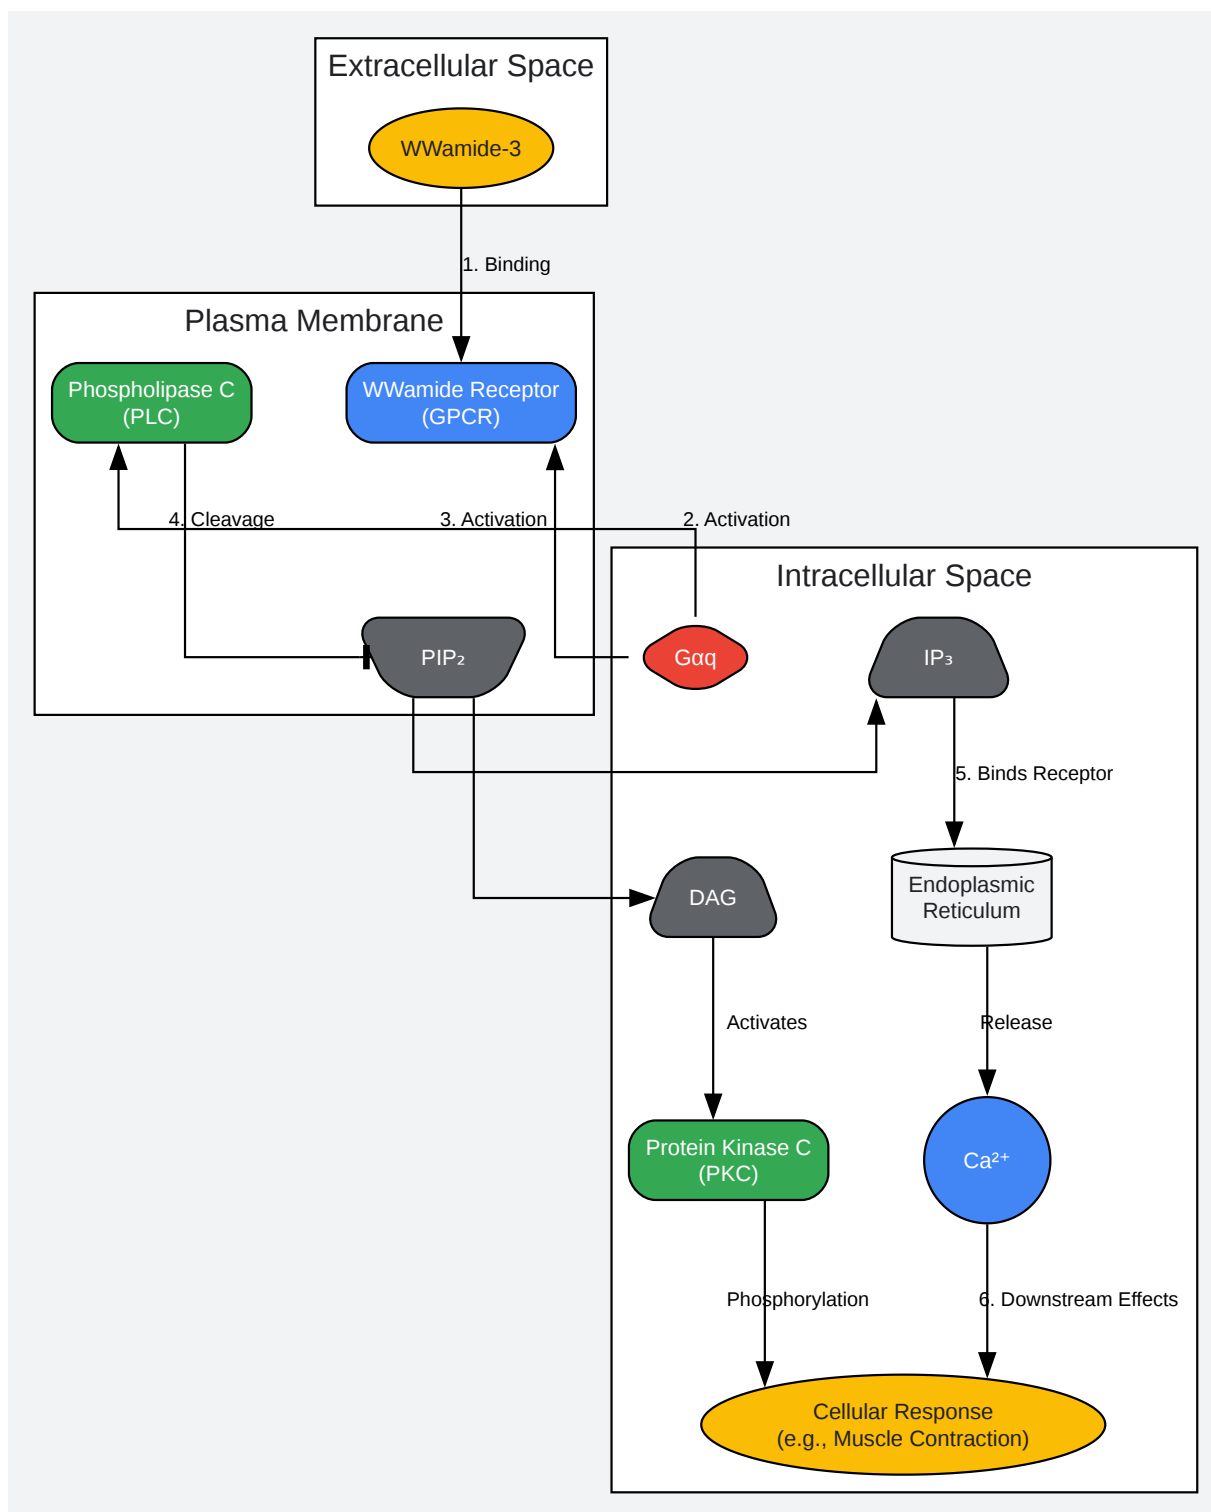 Extracellular Space
WWamide-3
1. Binding
Plasma Membrane
Phospholipase C
(PLC)
WWamide Receptor
(GPCR)
4. Cleavage
3. Activation
2. Activation
Intracellular Space
PIP₂
Gαq
IP₃
5. Binds Receptor
DAG
Endoplasmic
Reticulum
Activates
Release
Protein Kinase C
(PKC)
Ca²⁺
Phosphorylation
6. Downstream Effects
Cellular Response
(e.g., Muscle Contraction)